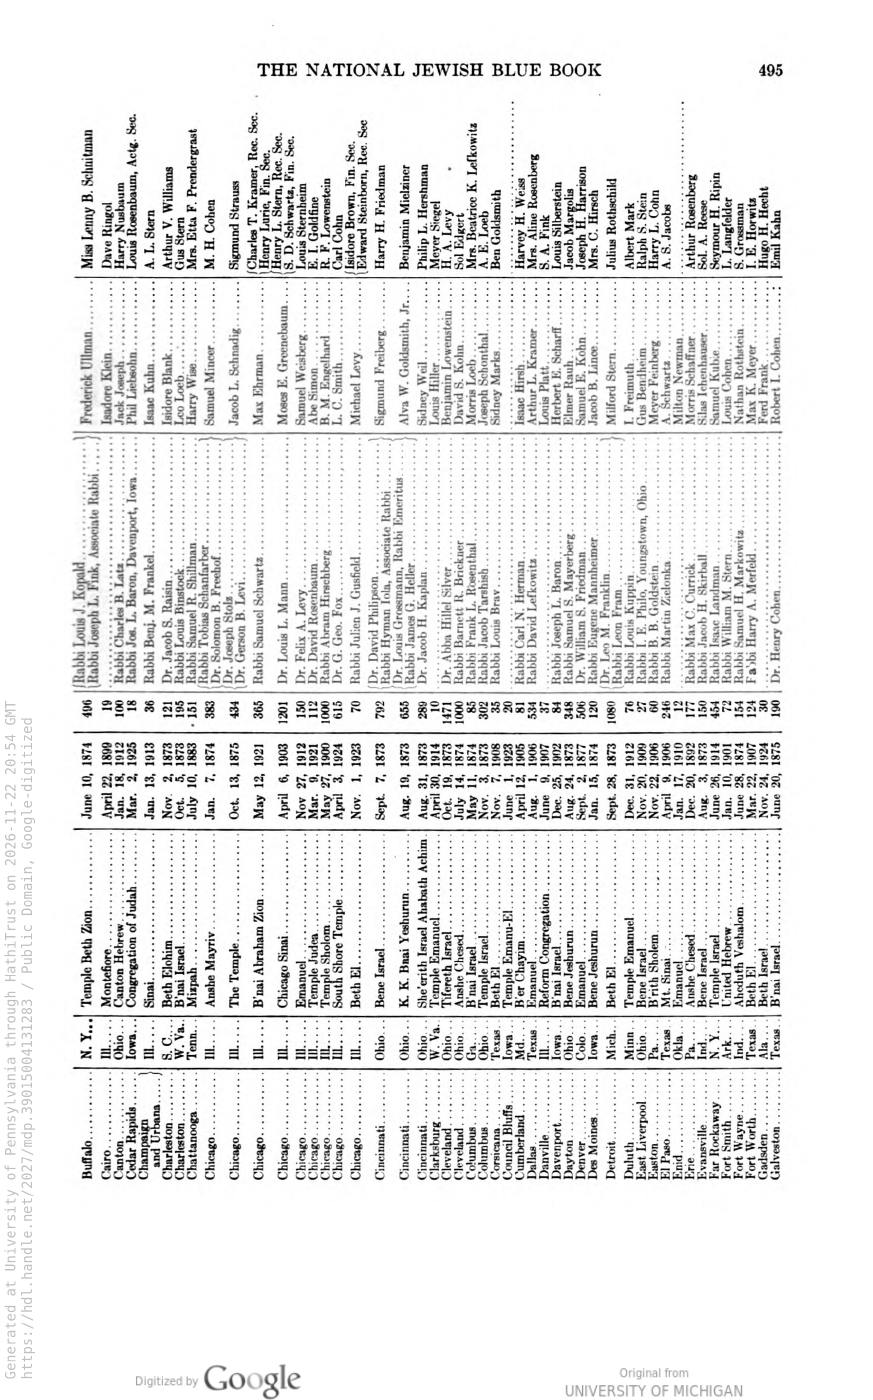 THE NATIONAL JEWISH BLUE BOOK 495
Buffalo.......... N. Y... Temple Beth Zion.......... June 10, 1874 496 {Rabbi Louis J. Kopald.......... Rabbi Joseph L. Fink, Associate Rabbi} Frederick Ullman........ Miss Lenny B. Schnitman
Cairo.......... Ill.... Montefiore.......... April 22, 1899 19 .......... Isadore Klein.......... Dave Ringol
Canton.......... Ohio... Canton Hebrew.......... Jan. 18, 1912 100 Rabbi Charles B. Latz.......... Jack Joseph.......... Harry Nusbaum
Cedar Rapids..... Iowa... Congregation of Judah........ Mar. 2, 1925 18 Rabbi Jos. L. Baron, Davenport, Iowa... Phil Liebsohn.......... Louis Rosenbaum, Actg. Sec.
Champaign and Urbana..... } Ill.... Sinai.......... Jan. 13, 1913 36 Rabbi Benj. M. Frankel.......... Isaac Kuhn.......... A. L. Stern
Charleston........ S. C... Beth Elohim.......... Nov. 2, 1873 121 Dr. Jacob S. Raisin.......... Isidore Blank.......... Arthur V. Williams
Charleston........ W. Va.. B'nai Israel.......... Oct. 5, 1873 195 Rabbi Louis Binstock.......... Leo Loeb.......... Gus Stern
Chattanooga...... Tenn... Mizpah.......... July 10, 1883 151 Rabbi Samuel R. Shillman.......... Harry Wise.......... Mrs. Etta F. Prendergast
Chicago.......... Ill.... Anshe Mayriv.......... Jan. 7, 1874 383 {Rabbi Tobias Schanfarber.......... Dr. Solomon B. Freehof..........} Samuel Mincer.......... M. H. Cohen
Chicago.......... Ill.... The Temple.......... Oct. 13, 1875 434 {Dr. Joseph Stolz.......... Dr. Gerson B. Levi..........} Jacob L. Schnadig.......... Sigmund Strauss
Chicago.......... Ill.... B'nai Abraham Zion.......... May 12, 1921 365 Rabbi Samuel Schwartz.......... Max Ehrman.......... {Charles T. Kramer, Rec. Sec. Henry Lurie, Fin. Sec.
Chicago.......... Ill.... Chicago Sinai.......... April 6, 1903 1201 Dr. Louis L. Mann.......... Moses E. Greenebaum... {Henry L. Stern, Rec. Sec. S. D. Schwartz, Fin. Sec.
Chicago.......... Ill.... Emanuel.......... Nov 27, 1912 150 Dr. Felix A. Levy.......... Samuel Weisberg........ Louis Sternheim
Chicago.......... Ill.... Temple Judea.......... Mar. 9, 1921 112 Dr. David Rosenbaum.......... Abe Simon.......... E. I. Goldfine
Chicago.......... Ill.... Temple Sholom.......... May 27, 1900 1000 Rabbi Abram Hirschberg.......... B. M. Engelhard........ R. F. Lowenstein
Chicago.......... Ill.... South Shore Temple.......... April 3, 1924 615 Dr. G. Geo. Fox.......... L. C. Smith.......... Carl Cohn
Chicago.......... Ill.... Beth El.......... Nov. 1, 1923 70 Rabbi Julien J. Gusfield.......... Michael Levy.......... {Isidore Brown, Fin. Sec. Edward Steinborn, Rec. Sec
Cincinnati........ Ohio... Bene Israel.......... Sept. 7, 1873 792 {Dr. David Philipson.......... Rabbi Hyman Iola, Associate Rabbi} Sigmund Freiberg...... Harry H. Friedman
Cincinnati........ Ohio... K. K. Bnai Yeshurun.......... Aug. 19, 1873 655 {Dr. Louis Grossmann, Rabbi Emeritus Rabbi James G. Heller..........} Alva W. Goldsmith, Jr.... Benjamin Mielziner
Cincinnati........ Ohio... She'erith Israel Ahabath Achim Aug. 31, 1873 289 Dr. Jacob H. Kaplan.......... Sidney Weil.......... Philip L. Hershman
Clarksburg....... W. Va. Temple Emanuel.......... April 30, 1914 10 .......... Louis Hiller.......... Meyer Siegel
Cleveland........ Ohio... Tifereth Israel.......... Oct. 19, 1873 1471 Dr. Abba Hillel Silver.......... Benjamin Lowenstein.... H. A. Levy
Cleveland........ Ohio... Anshe Chesed.......... July 14, 1874 1000 Rabbi Barnett R. Brickner.......... David S. Kohn.......... Sol Edgert
Columbus........ Ga.... B'nai Israel.......... May 11, 1874 85 Rabbi Frank L. Rosenthal.......... Morris Loeb.......... Mrs. Beatrice K. Lefkowitz
Columbus........ Ohio... Temple Israel.......... Nov. 3, 1873 302 Rabbi Jacob Tarshish.......... Joseph Schonthal........ A. E. Loeb
Corsicana......... Texas.. Beth El.......... Nov. 7, 1908 35 Rabbi Louis Brav.......... Sidney Marks.......... Ben Goldsmith
Council Bluffs.... Iowa... Temple Emanu-El.......... June 1, 1923 20 ..........
Cumberland...... Md.... B'er Chayim.......... April 12, 1905 81 Rabbi Carl N. Herman.......... Isaac Hirsh.......... Harvey H. Weiss
Dallas.......... Texas.. Emanuel.......... Aug. 1, 1906 534 Rabbi David Lefkowitz.......... Arthur L. Kramer........ Mrs. Aline Rosenberg
Danville.......... Ill.... Reform Congregation.......... June 9, 1907 37 .......... Louis Platt.......... S. A. Fink
Davenport........ Iowa... B'nai Israel.......... Dec. 25, 1902 84 Rabbi Joseph L. Baron.......... Herbert E. Scharff...... Louis Silberstein
Dayton.......... Ohio... Bene Jeshurun.......... Aug. 24, 1873 348 Rabbi Samuel S. Mayerberg.......... Elmer Rauh.......... Jacob Margolis
Denver.......... Colo... Emanuel.......... Sept. 2, 1877 506 Dr. William S. Friedman.......... Samuel E. Kohn........ Joseph H. Harrison
Des Moines....... Iowa... Bene Jeshurun.......... Jan. 15, 1874 120 Rabbi Eugene Mannheimer.......... Jacob B. Lince.......... Mrs. C. Hirsch
Detroit.......... Mich... Beth El.......... Sept. 28, 1873 1080 {Dr. Leo M. Franklin.......... Rabbi Leon Fram..........} Milford Stern.......... Julius Rothschild
Duluth.......... Minn... Temple Emanuel.......... Dec. 31, 1912 76 Rabbi Louis Kuppin.......... I. Freimuth.......... Albert Mark
East Liverpool.... Ohio... Bene Israel.......... Nov. 20, 1909 27 Rabbi I. E. Philo, Youngstown, Ohio Gus Bendheim.......... Ralph S. Stein
Easton.......... Pa.... B'rith Sholem.......... Nov. 22, 1906 60 Rabbi B. B. Goldstein.......... Meyer Feinberg........ Harry L. Cohn
El Paso.......... Texas.. Mt. Sinai.......... April 9, 1906 246 Rabbi Martin Zielonka.......... A. Schwartz.......... A. S. Jacobs
Enid.......... Okla... Emanuel.......... Jan. 17, 1910 12 .......... Milton Newman........
Erie.......... Pa.... Anshe Chesed.......... Dec. 20, 1892 177 Rabbi Max C. Currick.......... Morris Schaffner........ Arthur Rosenberg
Evansville........ Ind.... Bene Israel.......... Aug. 3, 1873 150 Rabbi Jacob H. Skirball.......... Silas Ichenhauser........ Sol. A. Reese
Far Rockaway.... N. Y... Temple Israel.......... June 26, 1914 454 Rabbi Isaac Landman.......... Samuel Kubie.......... Seymour H. Ripin
Fort Smith....... Ark.... United Hebrew.......... Jan. 10, 1901 72 Rabbi William M. Stern.......... Louis Cohen.......... L. Langfelder
Fort Wayne...... Ind.... Abcduth Veshalom.......... June 28, 1874 154 Rabbi Samuel H. Markowitz.......... Nathan Rothstein........ S. Grossman
Fort Worth....... Texas.. Beth El.......... Mar. 22, 1907 124 Rabbi Harry A. Merfeld.......... Max K. Meyer.......... I. E. Horwitz
Gadsden.......... Ala.... Beth Israel.......... Nov. 24, 1924 30 .......... Ferd Frank.......... Hugo H. Hecht
Galveston........ Texas.. B'nai Israel.......... June 20, 1875 190 Dr. Henry Cohen.......... Robert I. Cohen........ Emil Kahn
Generated at University of Pennsylvania through HathiTrust on 2026-11-22 20:54 GMT
https://hdl.handle.net/2027/mdp.39015004131283 / Public Domain, Google-digitized
Digitized by Google
Original from
UNIVERSITY OF MICHIGAN